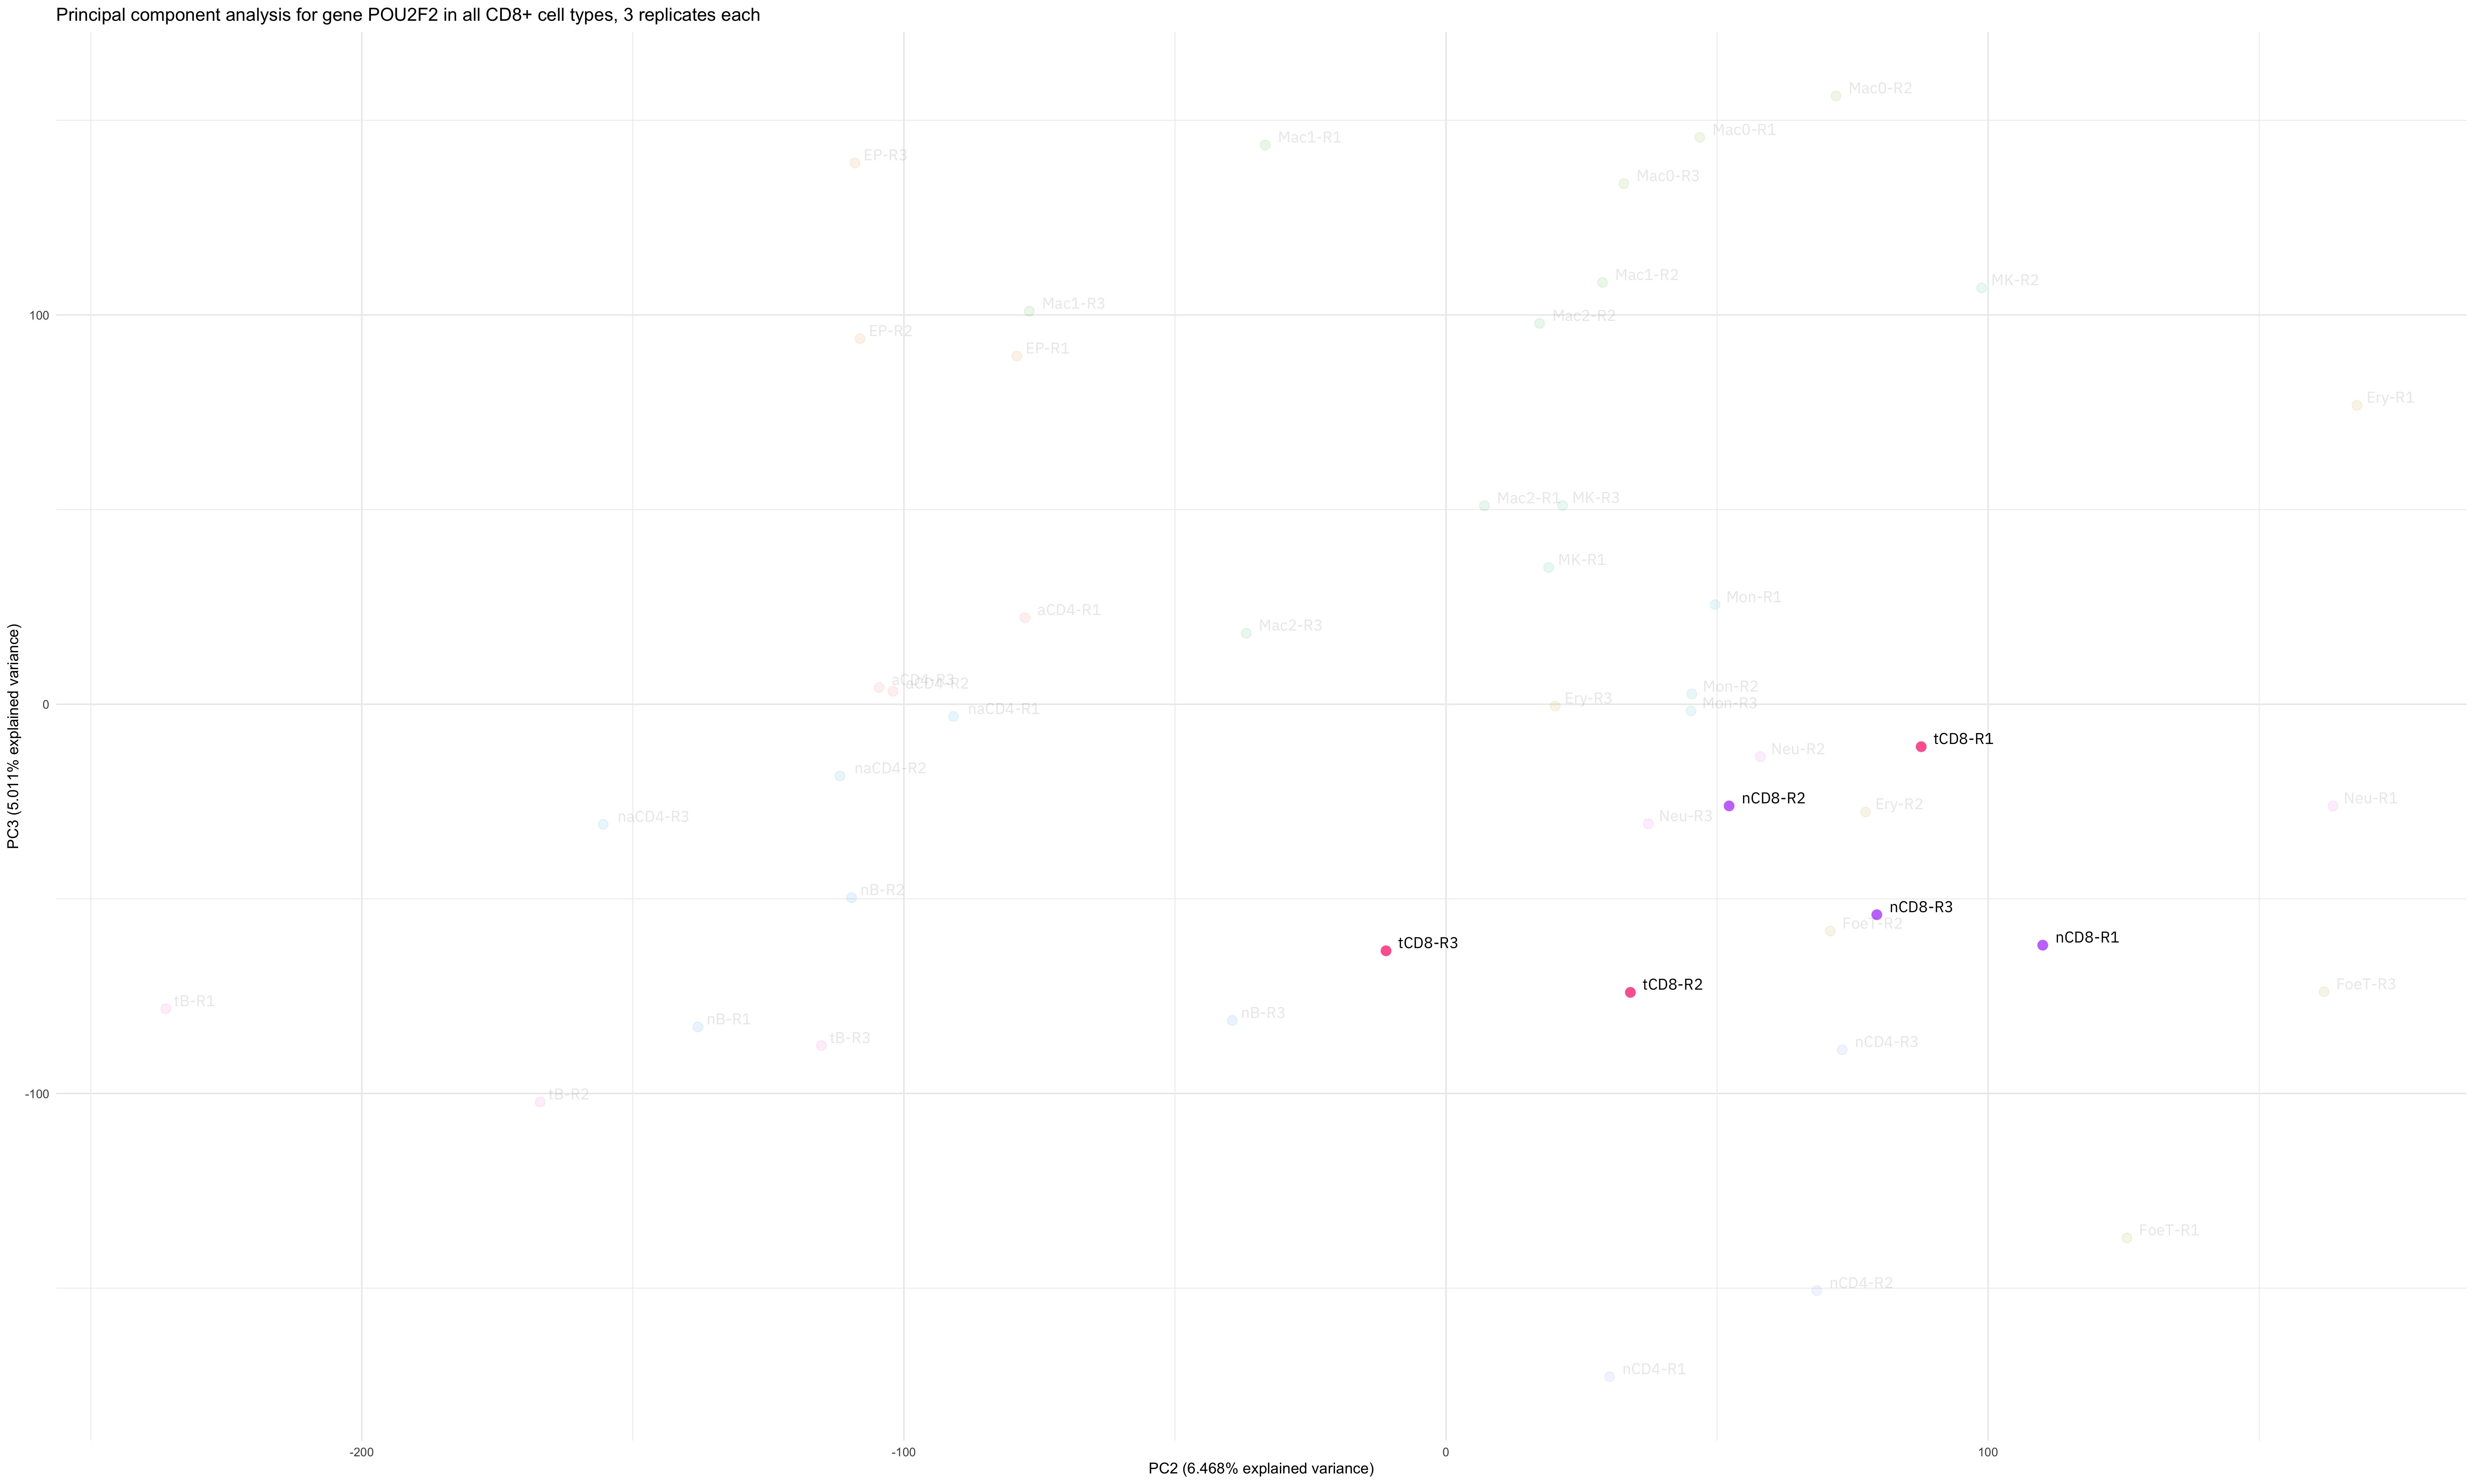 Principal component analysis for gene POU2F2 in all CD8+ cell types, 3 replicates each
Mac0-R2
Mac0-R1
Mac1-R1
EP-R3
Mac0-R3
Mac1-R2
MK-R2
Mac1-R3
100
Mac2-R2
EP-R2
EP-R1
Ery-R1
Mac2-R1
MK-R3
MK-R1
Mon-R1
aCD4-R1
Mac2-R3
aCD4-R3
aCD4-R2
Mon-R2
Ery-R3
Mon-R3
0
naCD4-R1
tCD8-R1
Neu-R2
naCD4-R2
nCD8-R2
Neu-R1
Ery-R2
naCD4-R3
Neu-R3
PC3 (5.011% explained variance)
nB-R2
nCD8-R3
FoeT-R2
nCD8-R1
tCD8-R3
tCD8-R2
FoeT-R3
tB-R1
nB-R3
nB-R1
tB-R3
nCD4-R3
-100
tB-R2
FoeT-R1
nCD4-R2
nCD4-R1
-200
-100
0
100
PC2 (6.468% explained variance)